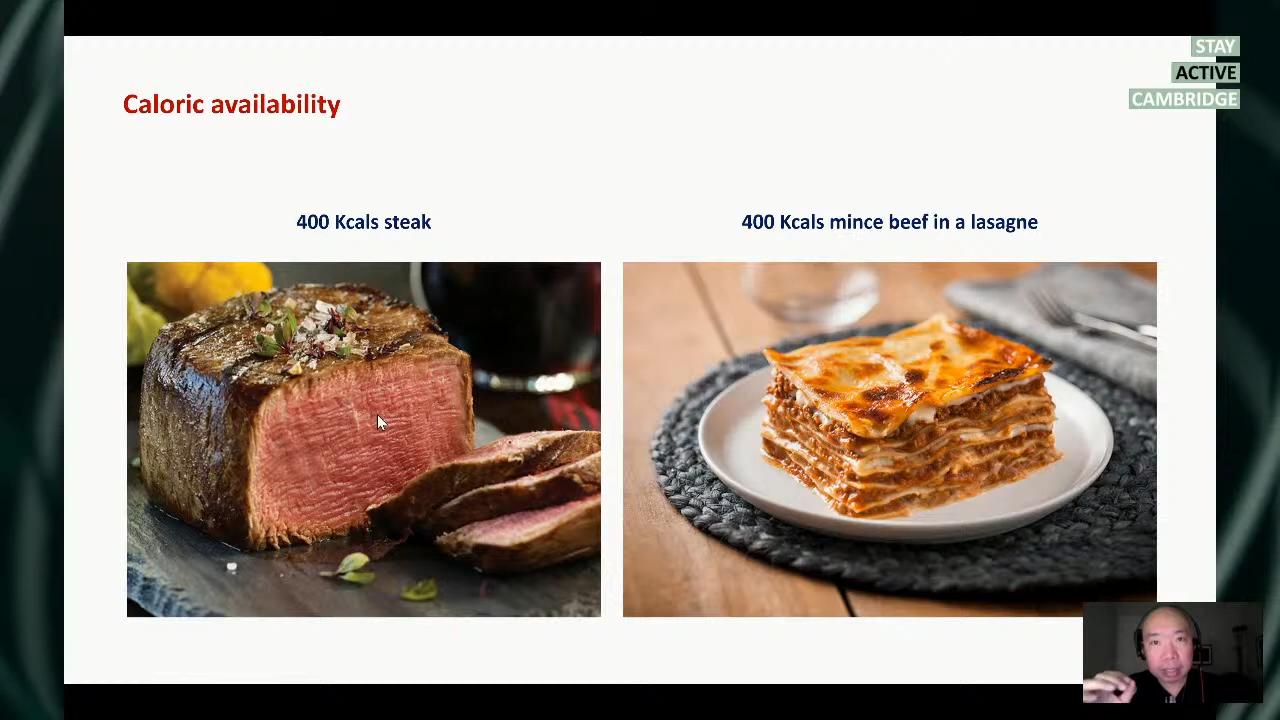 STAY
ACTIVE
CAMBRIDGE
Caloric availability
400 Kcals steak
400 Kcals mince beef in a lasagne